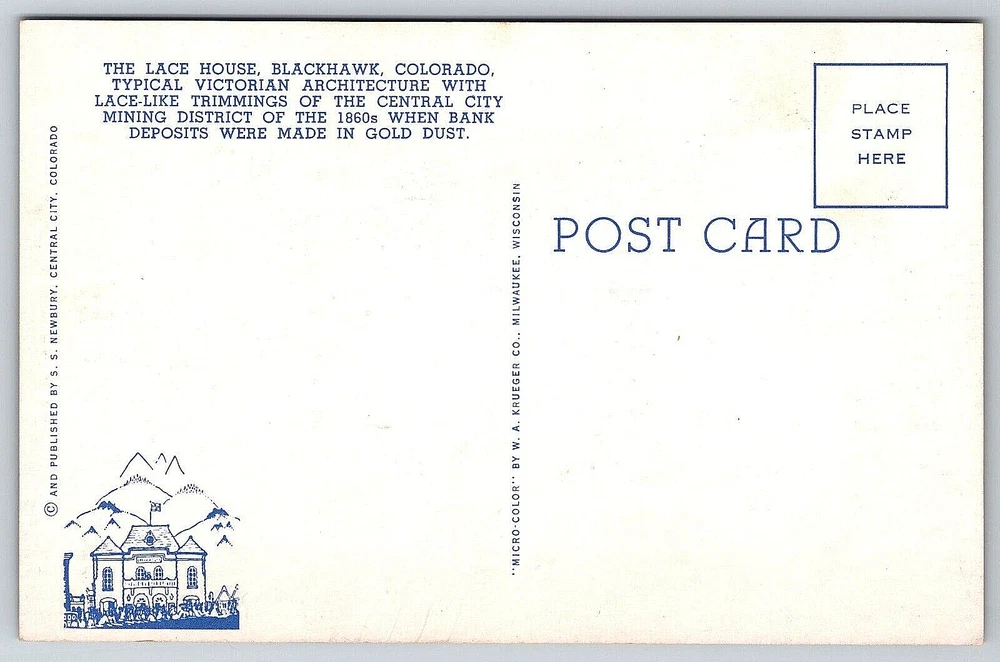 THE LACE HOUSE, BLACKHAWK, COLORADO,
TYPICAL VICTORIAN ARCHITECTURE WITH
LACE-LIKE TRIMMINGS OF THE CENTRAL CITY
MINING DISTRICT OF THE 1860s WHEN BANK
DEPOSITS WERE MADE IN GOLD DUST.
© AND PUBLISHED BY S. S. NEWBURY, CENTRAL CITY, COLORADO
"MICRO-COLOR" BY W. A. KRUEGER CO., MILWAUKEE, WISCONSIN
PLACE
STAMP
HERE
POST CARD